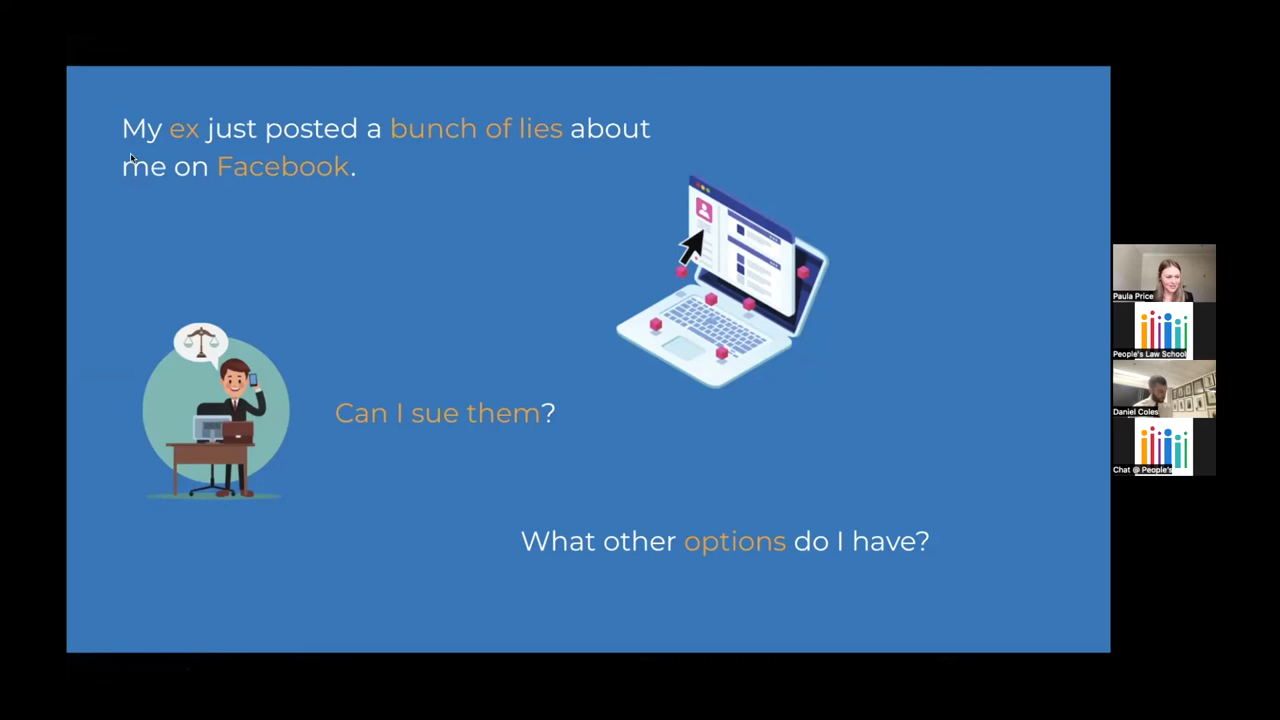 My ex just posted a bunch of lies about
me on Facebook.
Can I sue them?
What other options do I have?
Paula Price
People's Law School
Daniel Coles
Chat @ People's